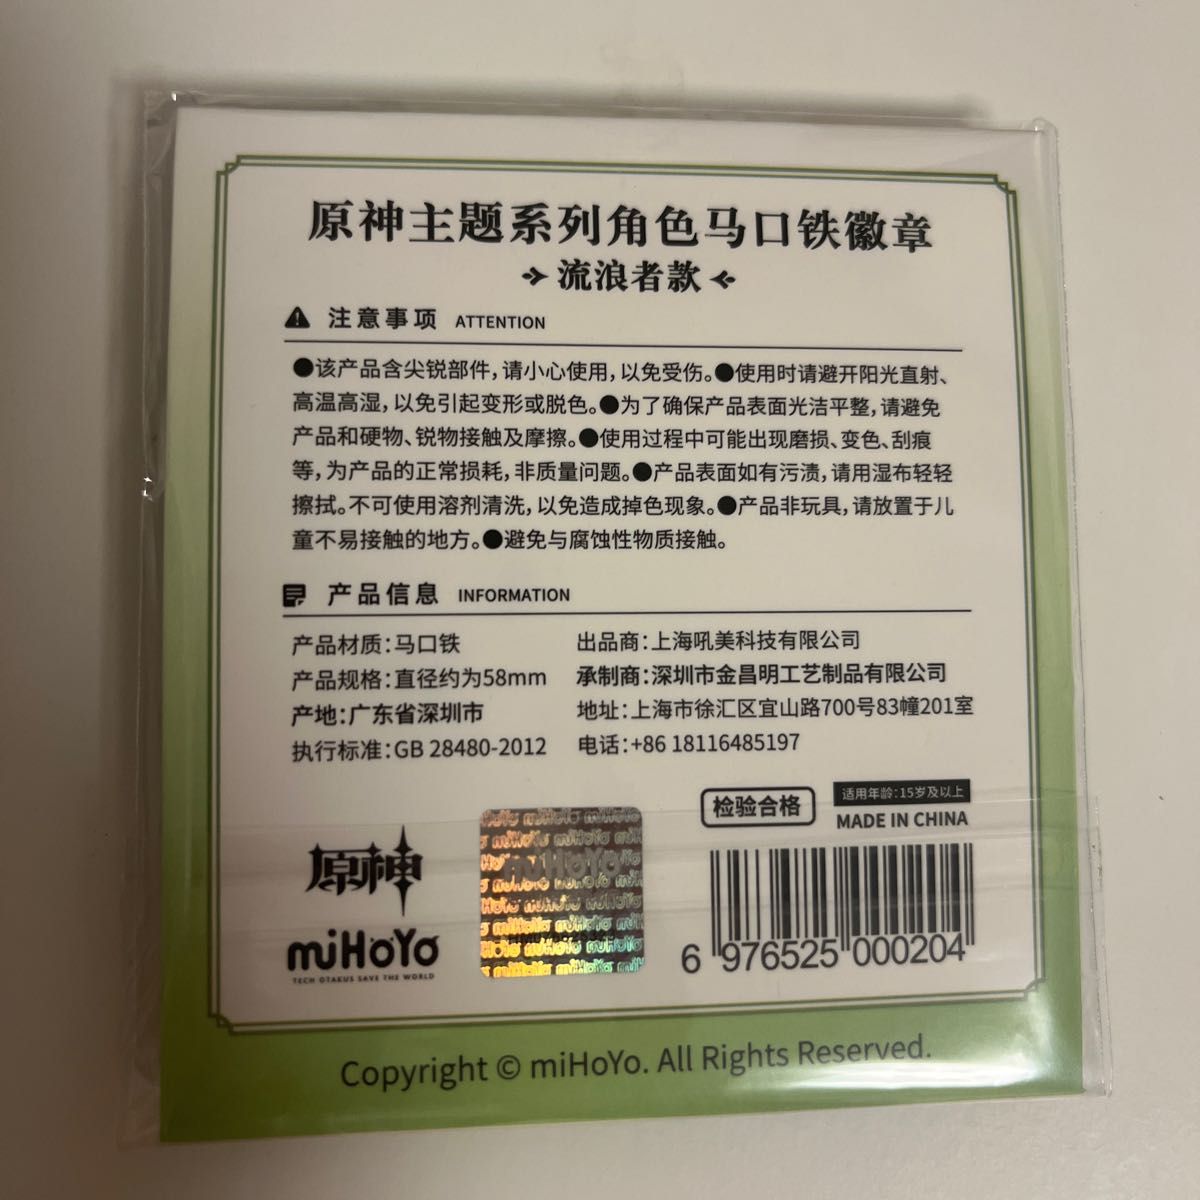 原神主题系列角色马口铁徽章
流浪者款
注意事项 ATTENTION
●该产品含尖锐部件，请小心使用，以免受伤。●使用时请避开阳光直射、
高温高湿，以免引起变形或脱色。●为了确保产品表面光洁平整，请避免
产品和硬物、锐物接触及摩擦。●使用过程中可能出现磨损、变色、刮痕
等，为产品的正常损耗，非质量问题。●产品表面如有污渍，请用湿布轻轻
擦拭。不可使用溶剂清洗，以免造成掉色现象。●产品非玩具，请放置于儿
童不易接触的地方。●避免与腐蚀性物质接触。
产品信息 INFORMATION
产品材质：马口铁
产品规格：直径约为58mm
产地：广东省深圳市
执行标准：GB 28480-2012
出品商：上海吼美科技有限公司
承制商：深圳市金昌明工艺制品有限公司
地址：上海市徐汇区宜山路700号83幢201室
电话：+86 18116485197
检验合格
适用年龄：15岁及以上
MADE IN CHINA
原神
miHoYo
TECH OTAKUS SAVE THE WORLD
miHoYo
6 976525 000204
Copyright © miHoYo. All Rights Reserved.